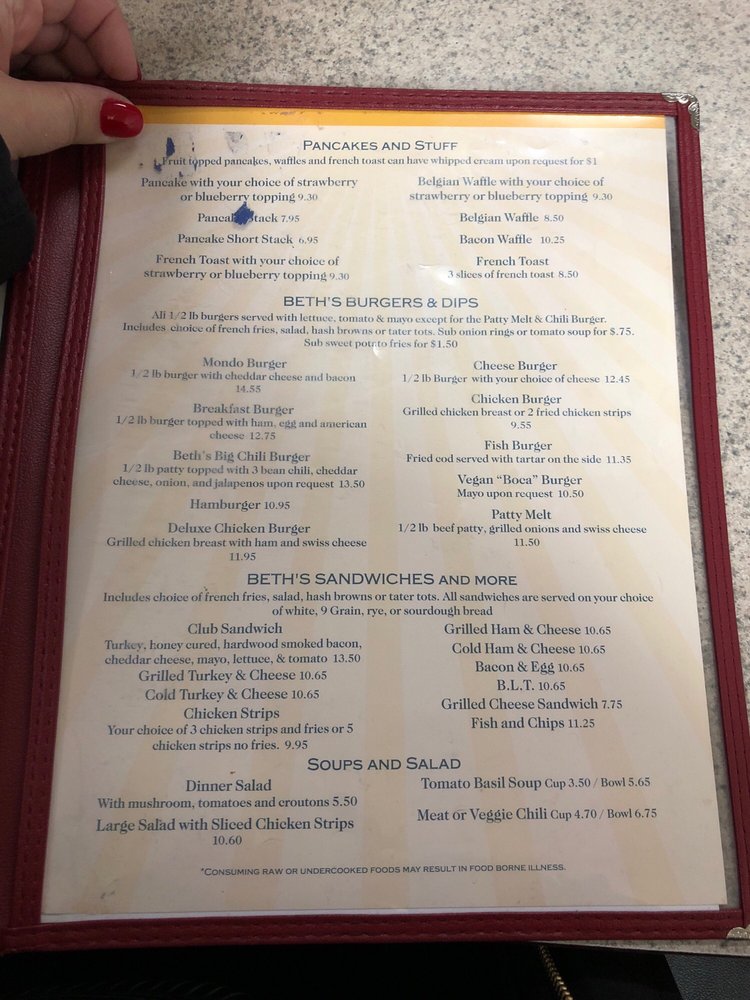 Pancakes and Stuff
Fruit topped pancakes, waffles and french toast can have whipped cream upon request for $1
Pancake with your choice of strawberry
or blueberry topping 9.30
Pancake Stack 7.95
Pancake Short Stack 6.95
French Toast with your choice of
strawberry or blueberry topping 9.30
Belgian Waffle with your choice of
strawberry or blueberry topping 9.30
Belgian Waffle 8.50
Bacon Waffle 10.25
French Toast
3 slices of french toast 8.50
BETH'S BURGERS & DIPS
All 1/2 lb burgers served with lettuce, tomato & mayo except for the Patty Melt & Chili Burger.
Includes choice of french fries, salad, hash browns or tater tots. Sub onion rings or tomato soup for $.75.
Sub sweet potato fries for $1.50
Mondo Burger
1/2 lb burger with cheddar cheese and bacon
14.55
Breakfast Burger
1/2 lb burger topped with ham, egg and american
cheese 12.75
Beth's Big Chili Burger
1/2 lb patty topped with 3 bean chili, cheddar
cheese, onion, and jalapenos upon request 13.50
Hamburger 10.95
Deluxe Chicken Burger
Grilled chicken breast with ham and swiss cheese
11.95
Cheese Burger
1/2 lb Burger with your choice of cheese 12.45
Chicken Burger
Grilled chicken breast or 2 fried chicken strips
9.55
Fish Burger
Fried cod served with tartar on the side 11.35
Vegan "Boca" Burger
Mayo upon request 10.50
Patty Melt
1/2 lb beef patty, grilled onions and swiss cheese
11.50
BETH'S SANDWICHES AND MORE
Includes choice of french fries, salad, hash browns or tater tots. All sandwiches are served on your choice
of white, 9 Grain, rye, or sourdough bread
Club Sandwich
Turkey, honey cured, hardwood smoked bacon,
cheddar cheese, mayo, lettuce, & tomato 13.50
Grilled Turkey & Cheese 10.65
Cold Turkey & Cheese 10.65
Chicken Strips
Your choice of 3 chicken strips and fries or 5
chicken strips no fries. 9.95
Grilled Ham & Cheese 10.65
Cold Ham & Cheese 10.65
Bacon & Egg 10.65
B.L.T. 10.65
Grilled Cheese Sandwich 7.75
Fish and Chips 11.25
Soups and Salad
Dinner Salad
With mushroom, tomatoes and croutons 5.50
Large Salad with Sliced Chicken Strips
10.60
Tomato Basil Soup Cup 3.50 / Bowl 5.65
Meat or Veggie Chili Cup 4.70 / Bowl 6.75
*Consuming raw or undercooked foods may result in food borne illness.